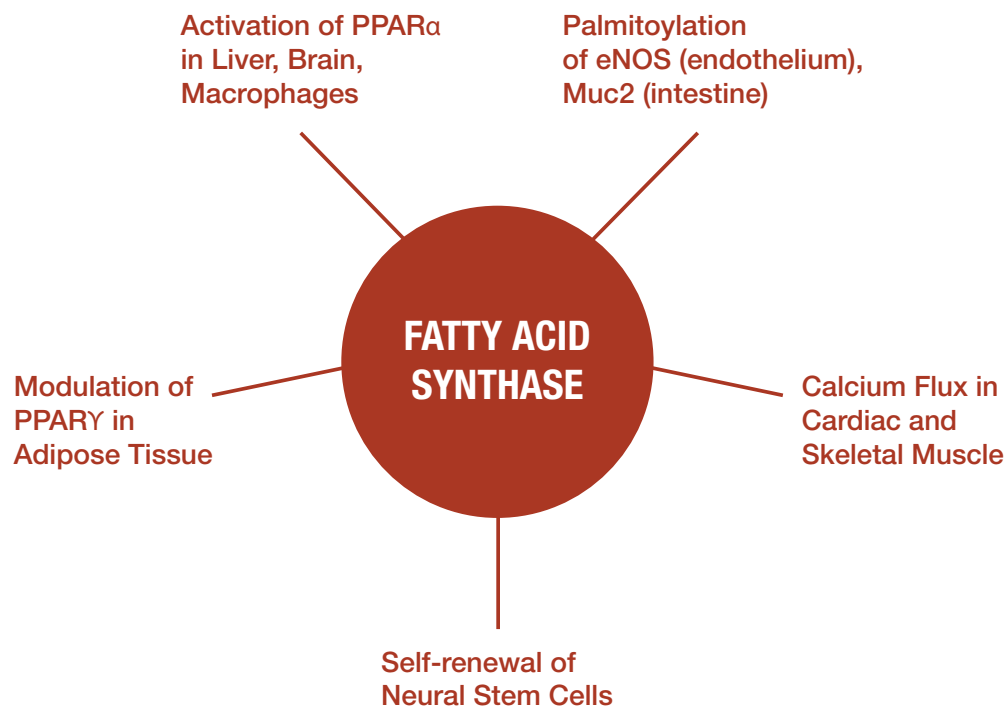 Activation of PPARα
in Liver, Brain,
Macrophages
Palmitoylation
of eNOS (endothelium),
Muc2 (intestine)
FATTY ACID
SYNTHASE
Modulation of
PPARϒ in
Adipose Tissue
Calcium Flux in
Cardiac and
Skeletal Muscle
Self-renewal of
Neural Stem Cells